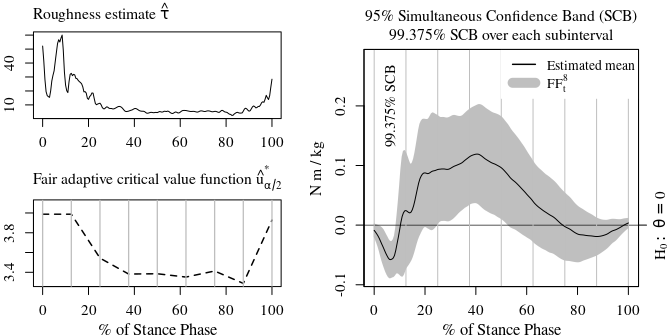 Roughness estimate τ̂
10 40
0 20 40 60 80 100
Fair adaptive critical value function û*α/2
3.4 3.8
0 20 40 60 80 100
% of Stance Phase
95% Simultaneous Confidence Band (SCB)
99.375% SCB over each subinterval
Estimated mean
FF8t
99.375% SCB
N m / kg
-0.1 0.0 0.1 0.2
0 20 40 60 80 100
% of Stance Phase
H0 : θ = 0